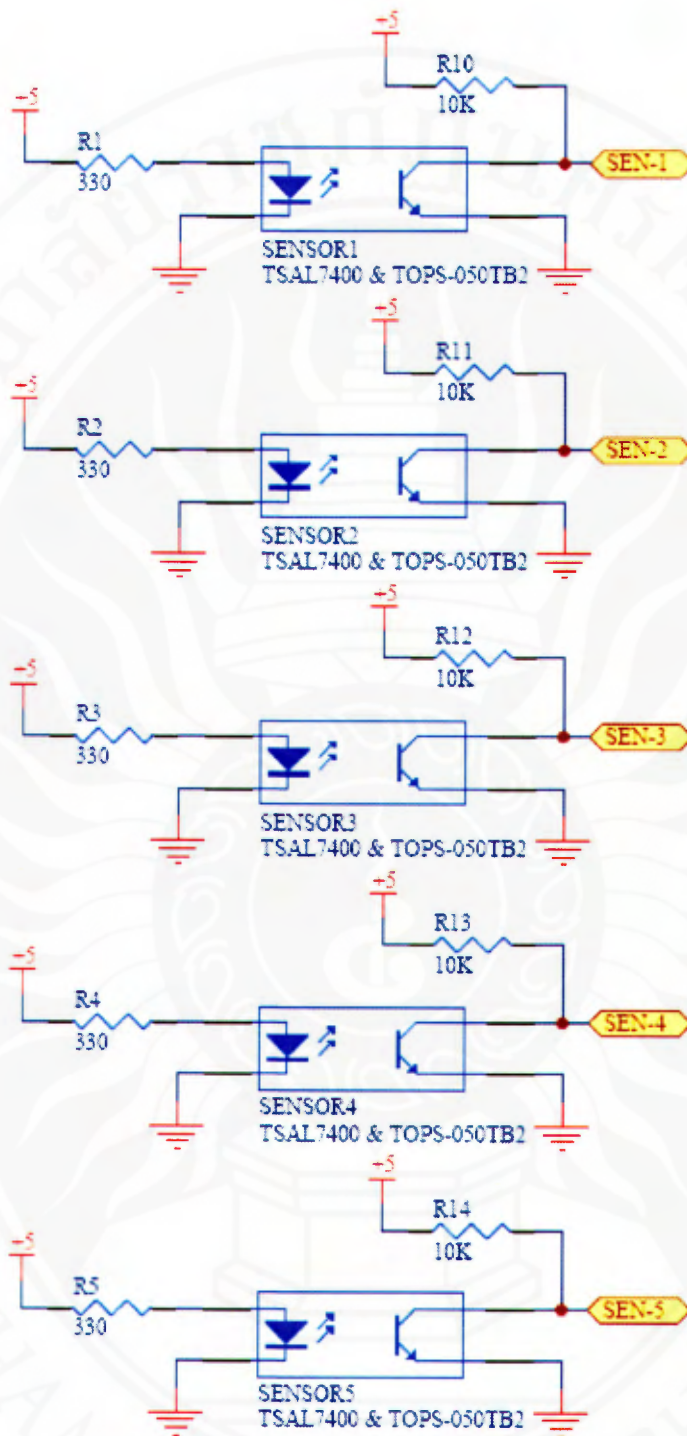 +5
R10
10K
+5
R1
330
SEN-1
SENSOR1
TSAL7400 & TOPS-050TB2
+5
R11
10K
+5
R2
330
SEN-2
SENSOR2
TSAL7400 & TOPS-050TB2
+5
R12
10K
+5
R3
330
SEN-3
SENSOR3
TSAL7400 & TOPS-050TB2
+5
R13
10K
+5
R4
330
SEN-4
SENSOR4
TSAL7400 & TOPS-050TB2
+5
R14
10K
+5
R5
330
SEN-5
SENSOR5
TSAL7400 & TOPS-050TB2